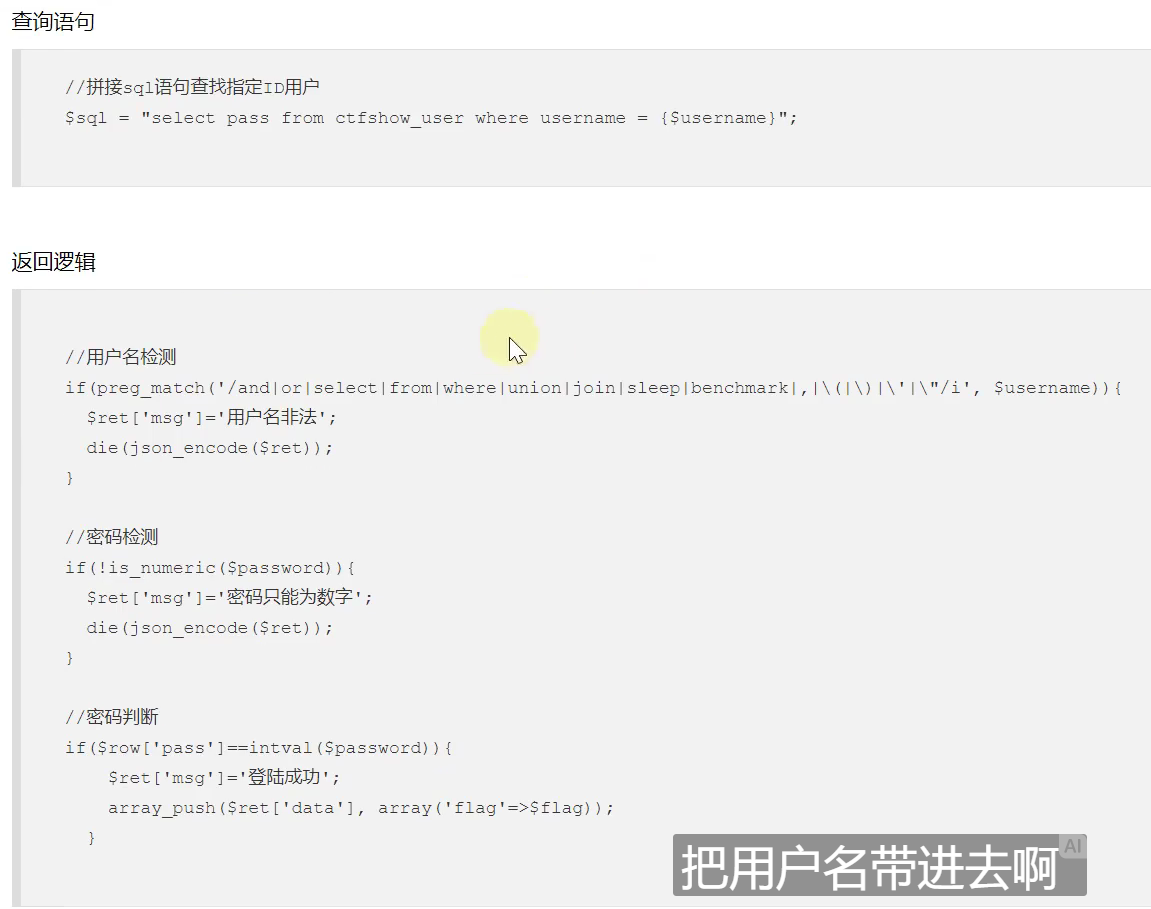 查询语句
//拼接sql语句查找指定ID用户
$sql = "select pass from ctfshow_user where username = {$username}";
返回逻辑
//用户名检测
if(preg_match('/and|or|select|from|where|union|join|sleep|benchmark|,|\(|\)|\'|\"/i', $username)){
$ret['msg']='用户名非法';
die(json_encode($ret));
}
//密码检测
if(!is_numeric($password)){
$ret['msg']='密码只能为数字';
die(json_encode($ret));
}
//密码判断
if($row['pass']==intval($password)){
$ret['msg']='登陆成功';
array_push($ret['data'], array('flag'=>$flag));
}
把用户名带进去啊
AI